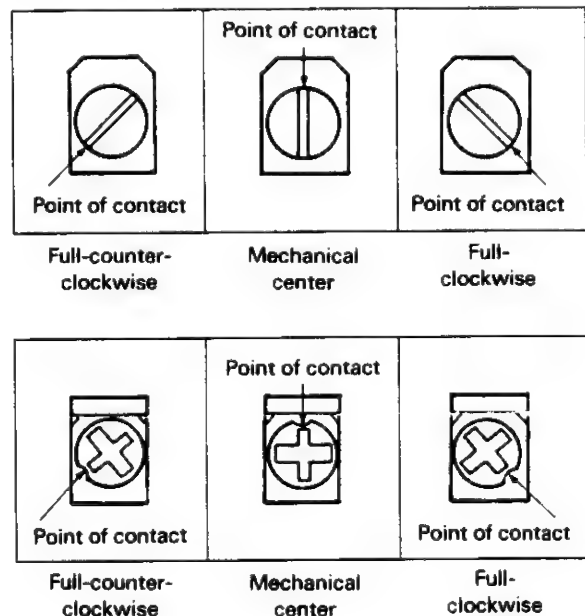 Point of contact
Point of contact
Point of contact
Full-counter-
clockwise
Mechanical
center
Full-
clockwise
Point of contact
Point of contact
Point of contact
Full-counter-
clockwise
Mechanical
center
Full-
clockwise